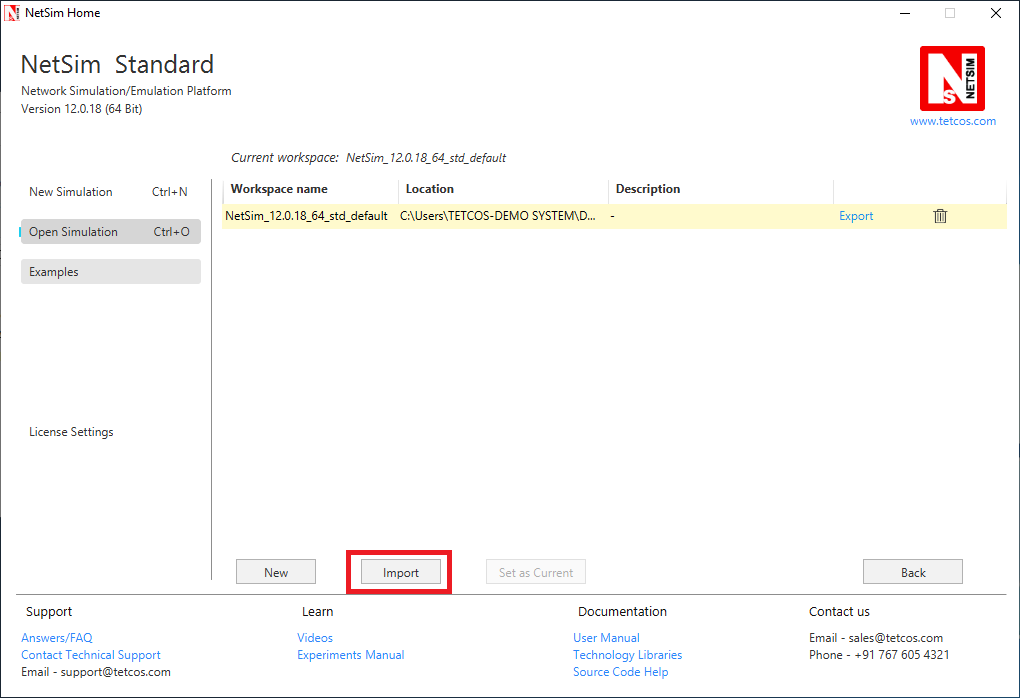 NetSim Home
NetSim Standard
Network Simulation/Emulation Platform
Version 12.0.18 (64 Bit)
NETSIM
NS
www.tetcos.com
Current workspace: NetSim_12.0.18_64_std_default
New Simulation Ctrl+N
Open Simulation Ctrl+O
Examples
License Settings
Workspace name Location Description
NetSim_12.0.18_64_std_default C:\Users\TETCOS-DEMO SYSTEM\D... - Export
New Import Set as Current Back
Support
Answers/FAQ
Contact Technical Support
Email - support@tetcos.com
Learn
Videos
Experiments Manual
Documentation
User Manual
Technology Libraries
Source Code Help
Contact us
Email - sales@tetcos.com
Phone - +91 767 605 4321